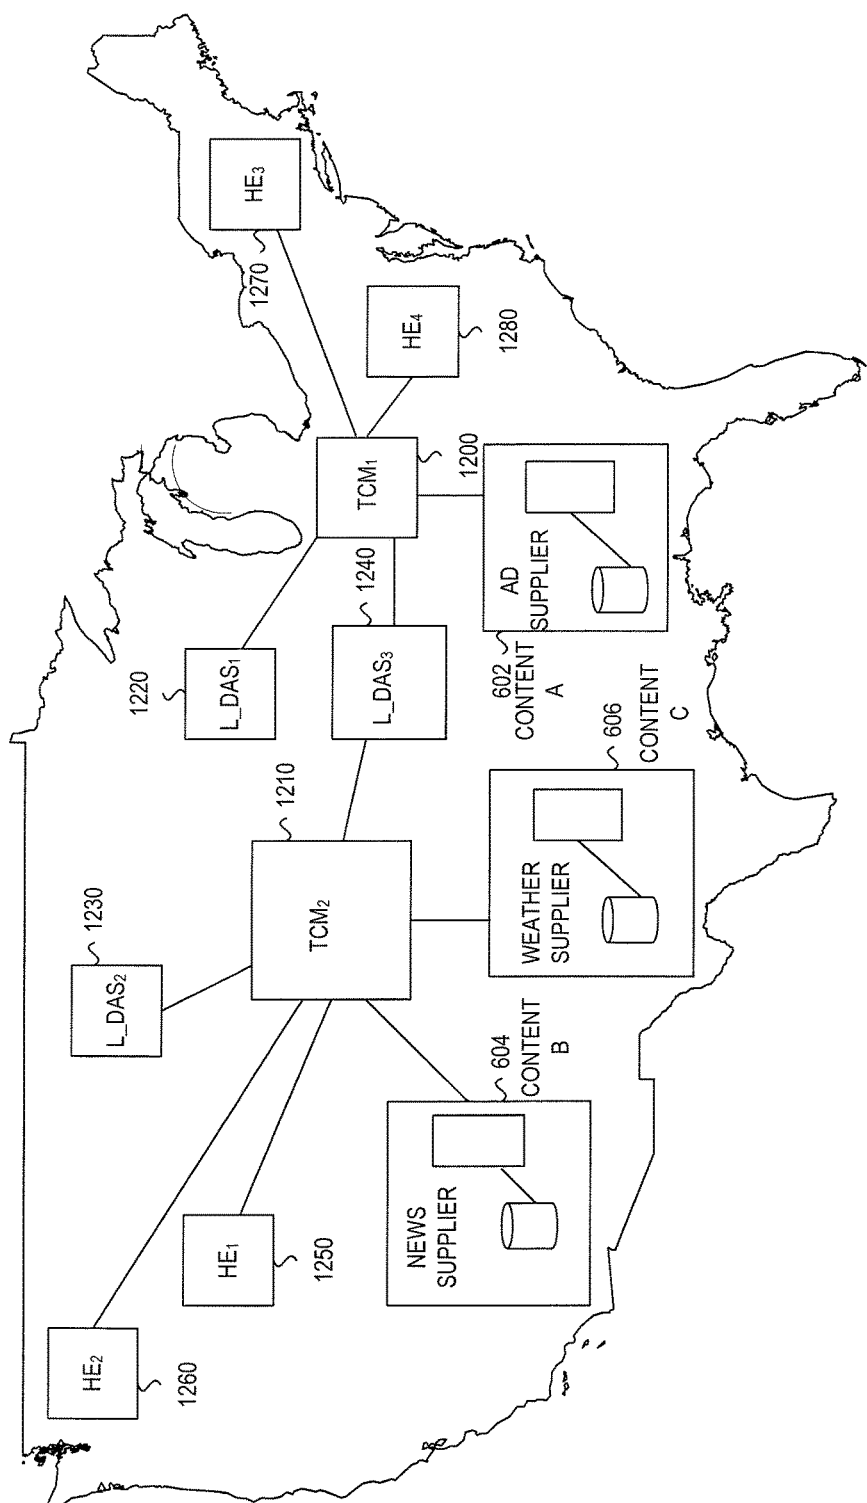 HE2
1260
HE1
1250
NEWS
SUPPLIER
604
CONTENT
B
L_DAS2
1230
TCM2
1210
WEATHER
SUPPLIER
606
CONTENT
C
L_DAS1
1220
L_DAS3
1240
602
CONTENT
A
AD
SUPPLIER
TCM1
1200
HE4
1280
HE3
1270